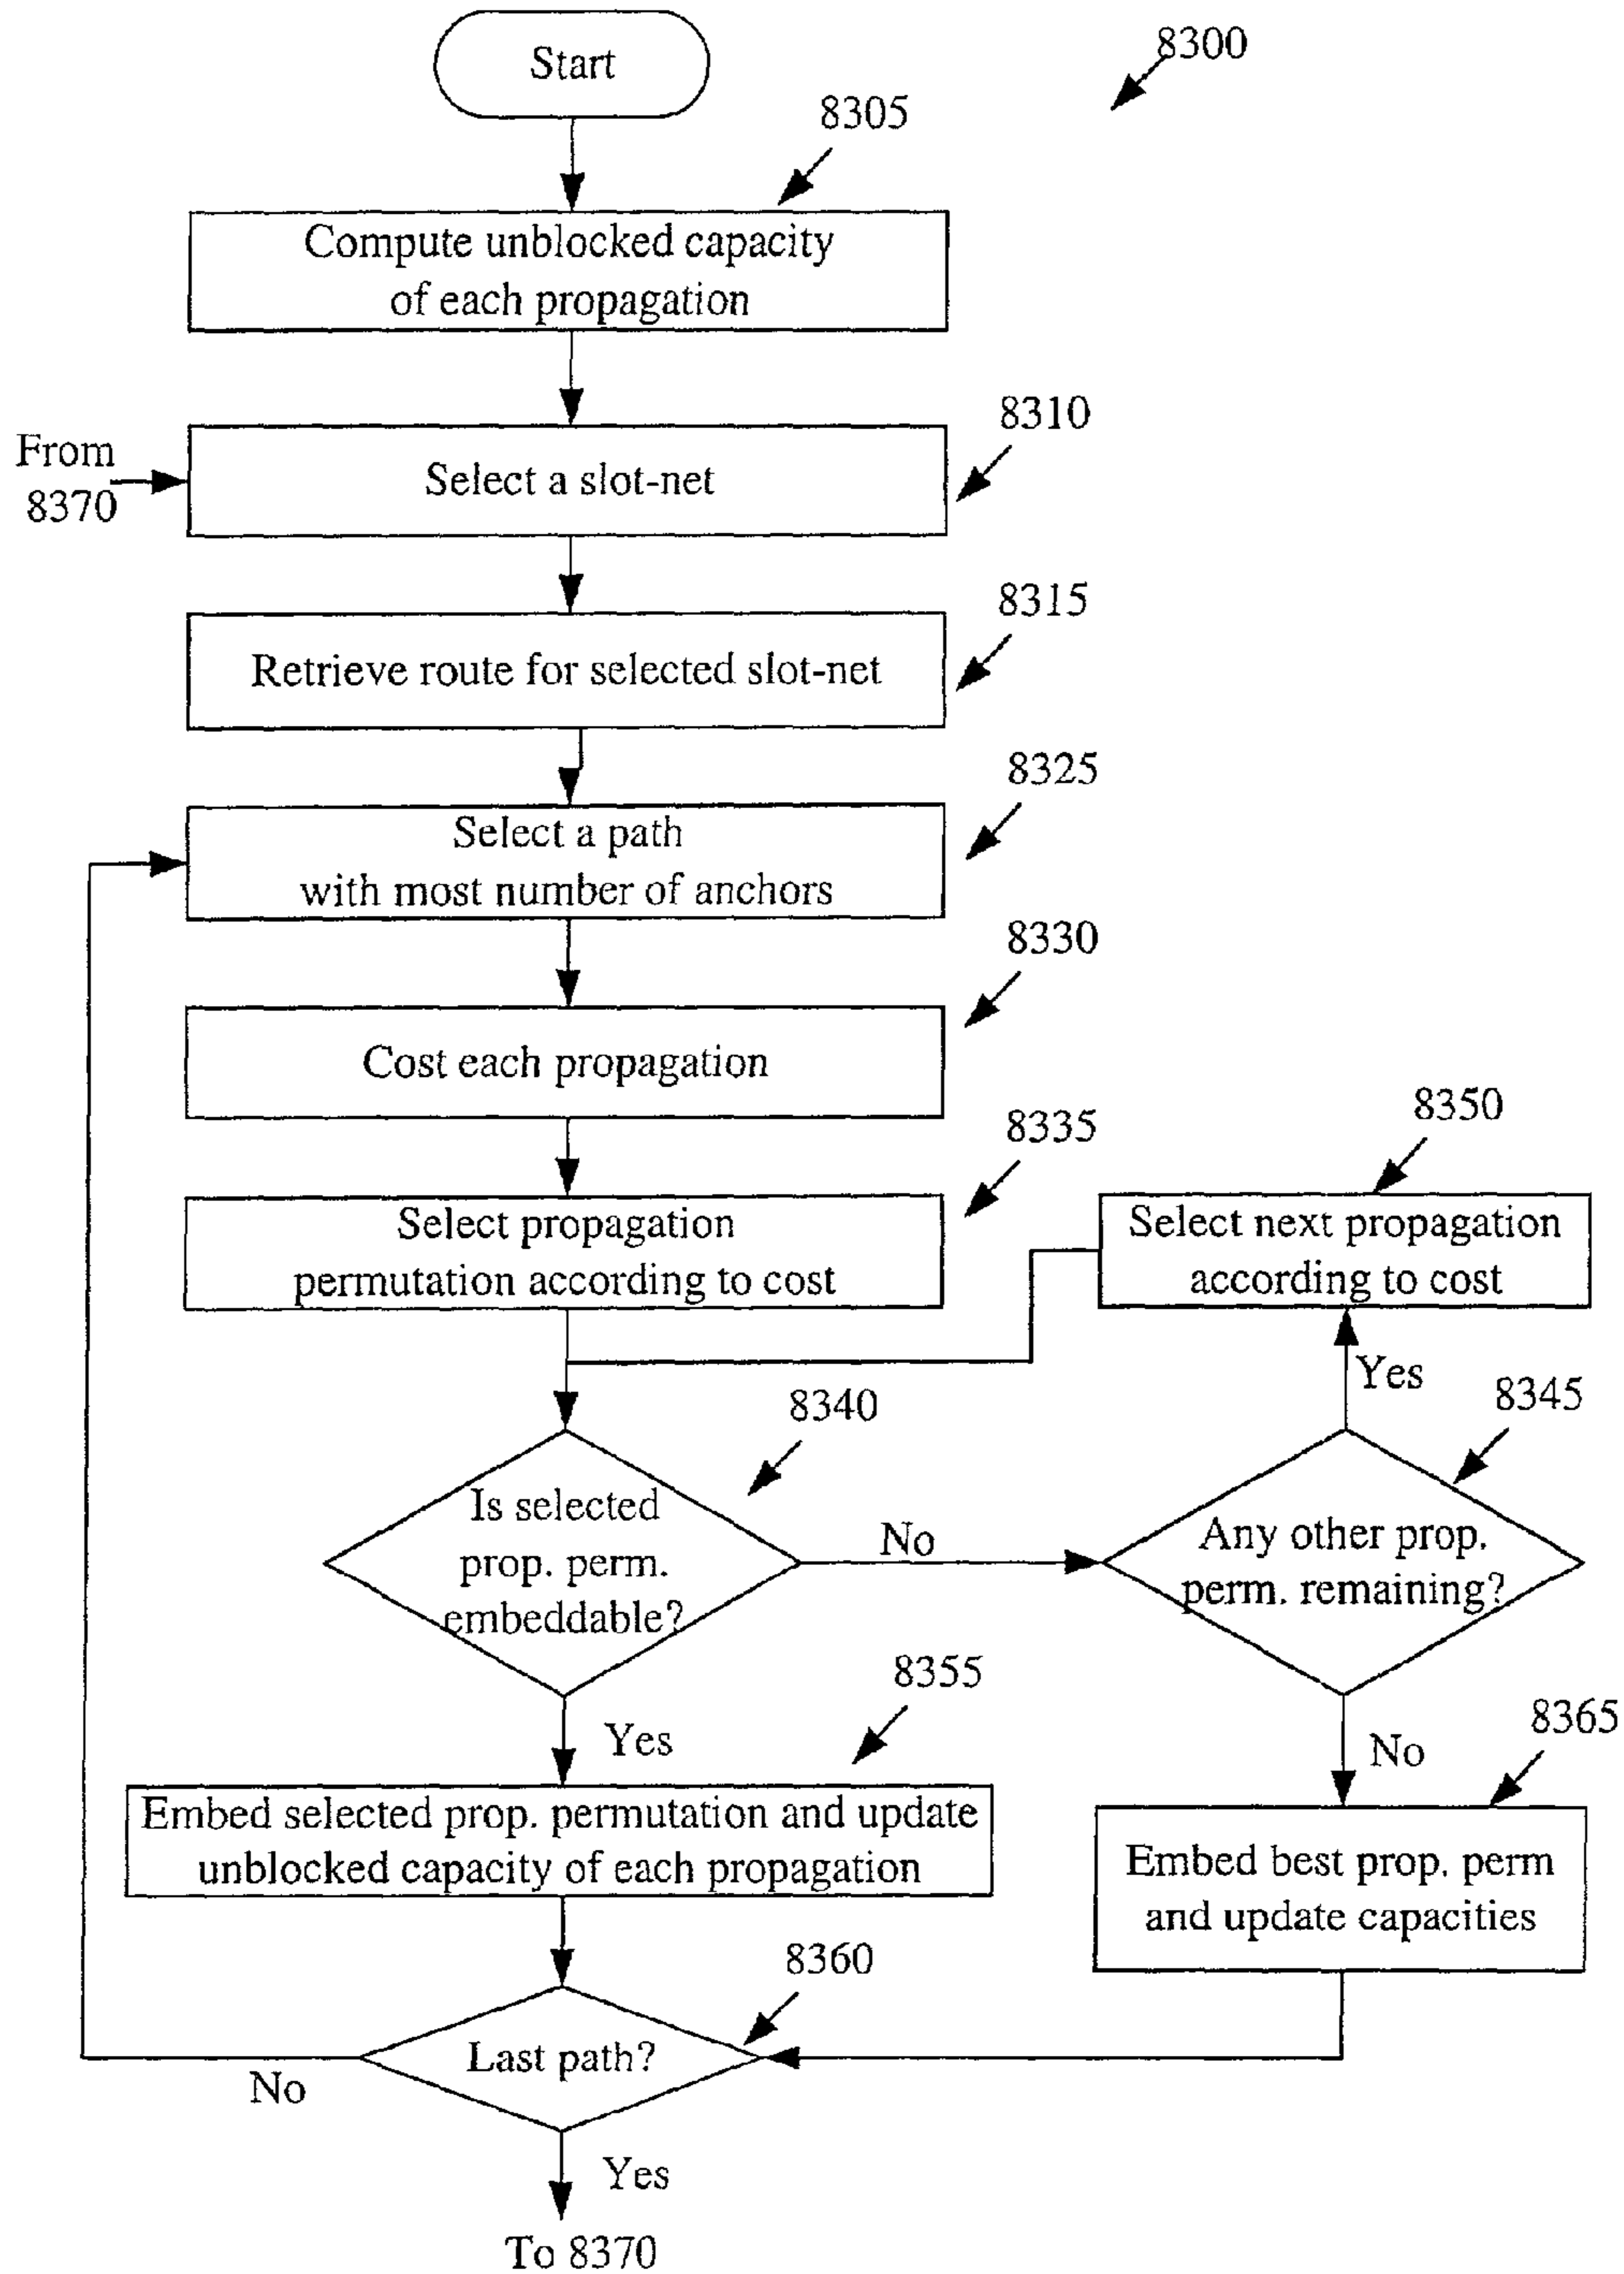 Start
8300
8305
Compute unblocked capacity
of each propagation
From
8370
8310
Select a slot-net
8315
Retrieve route for selected slot-net
8325
Select a path
with most number of anchors
8330
Cost each propagation
8335
Select propagation
permutation according to cost
8350
Select next propagation
according to cost
Yes
8340
Is selected
prop. perm.
embeddable?
No
8345
Any other prop.
perm. remaining?
8355
Yes
Embed selected prop. permutation and update
unblocked capacity of each propagation
No
8365
Embed best prop. perm
and update capacities
8360
Last path?
No
Yes
To 8370